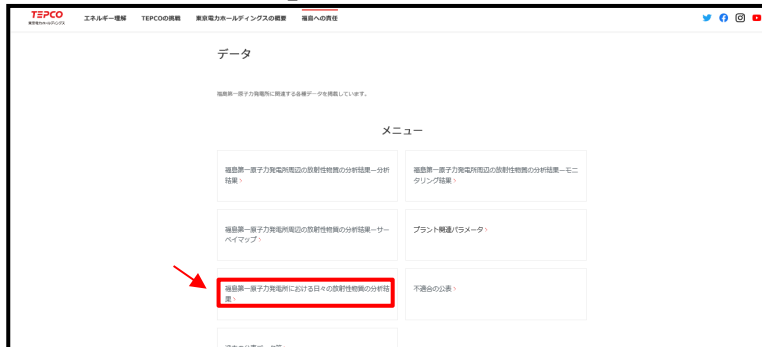 TEPCO
東京電力ホールディングス
エネルギー理解 TEPCOの挑戦 東京電力ホールディングスの概要 福島への責任
データ
福島第一原子力発電所に関連する各種データを掲載しています。
メニュー
福島第一原子力発電所周辺の放射性物質の分析結果ー分析
結果 ›
福島第一原子力発電所周辺の放射性物質の分析結果ーモニ
タリング結果 ›
福島第一原子力発電所周辺の放射性物質の分析結果ーサー
ベイマップ ›
プラント関連パラメータ ›
福島第一原子力発電所における日々の放射性物質の分析結
果 ›
不適合の公表 ›